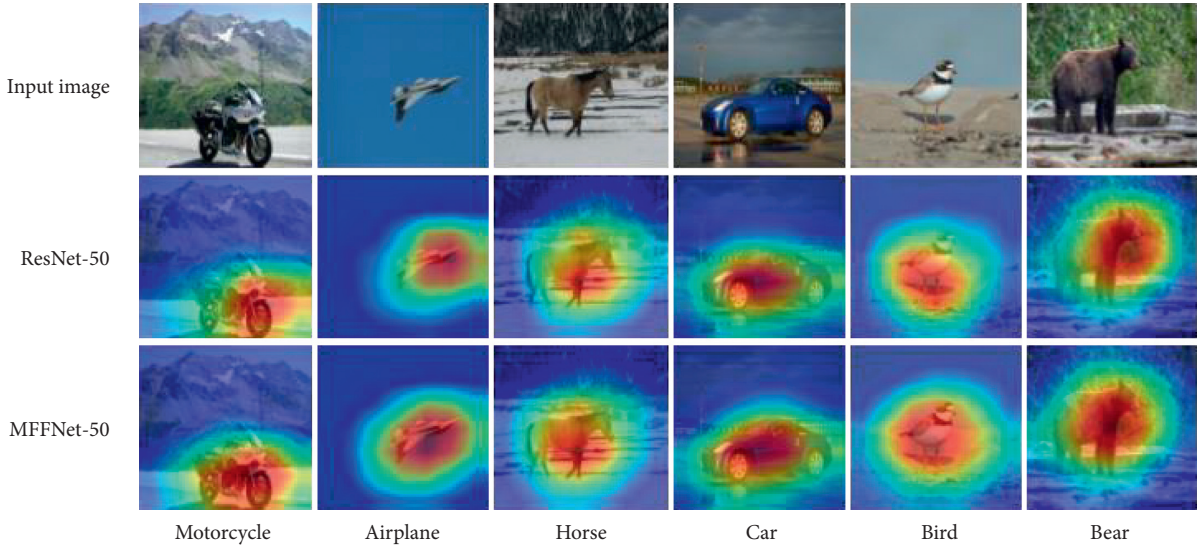 Input image
ResNet-50
MFFNet-50
Motorcycle
Airplane
Horse
Car
Bird
Bear